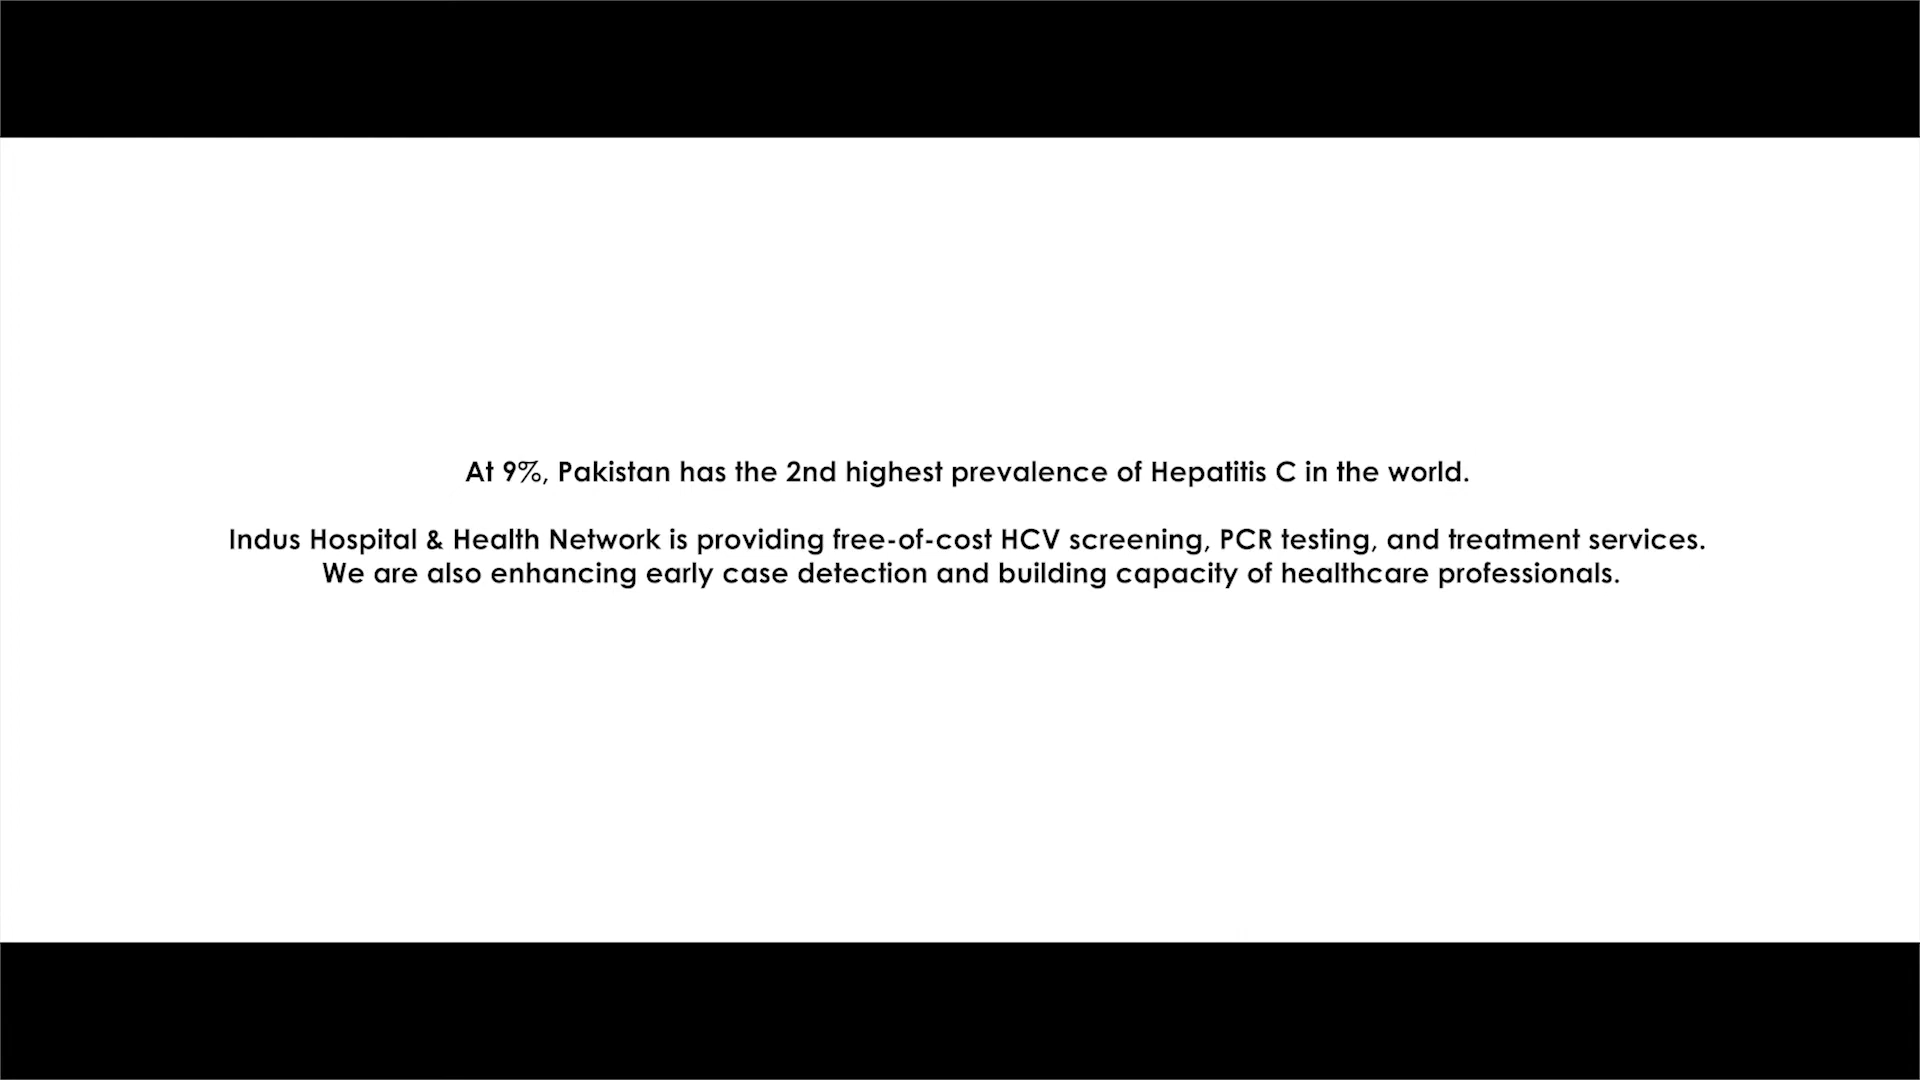 At 9%, Pakistan has the 2nd highest prevalence of Hepatitis C in the world.
Indus Hospital & Health Network is providing free-of-cost HCV screening, PCR testing, and treatment services.
We are also enhancing early case detection and building capacity of healthcare professionals.